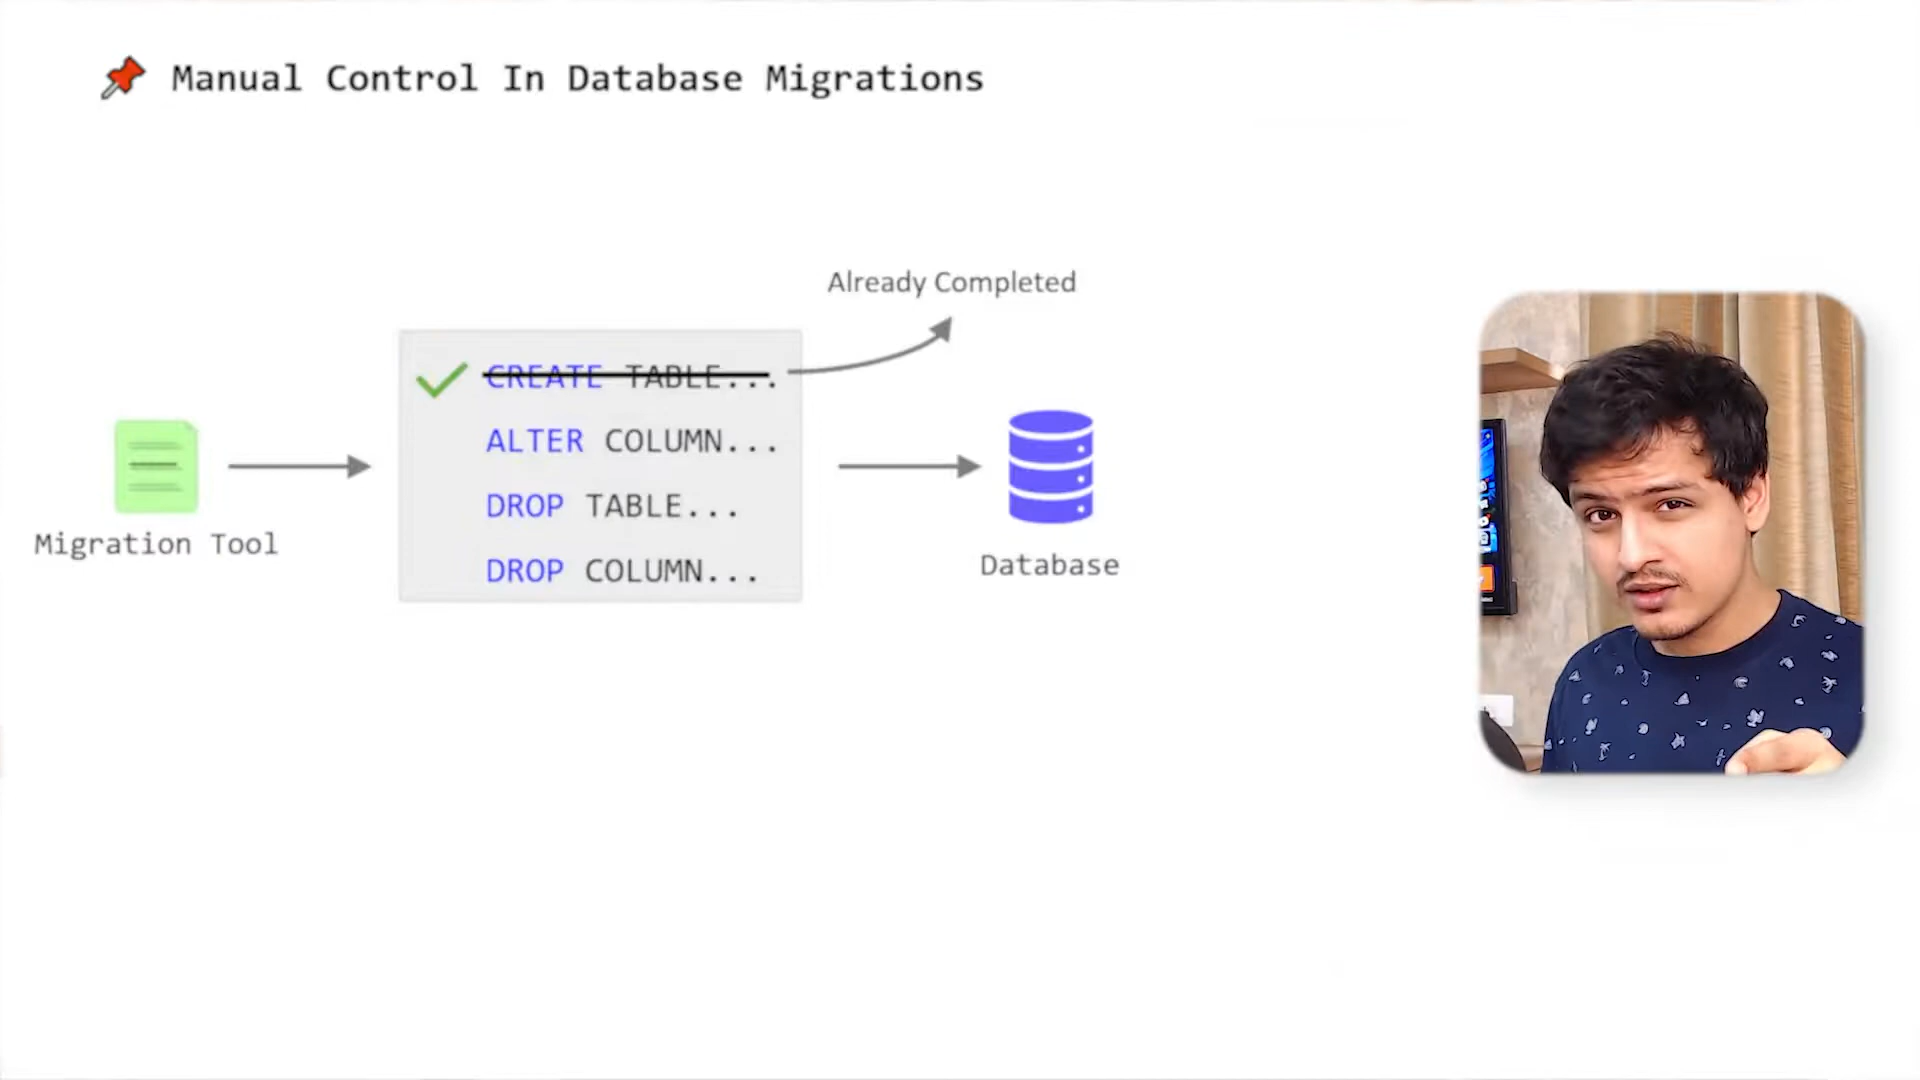 Manual Control In Database Migrations
Already Completed
CREATE TABLE...
ALTER COLUMN...
DROP TABLE...
DROP COLUMN...
Migration Tool
Database